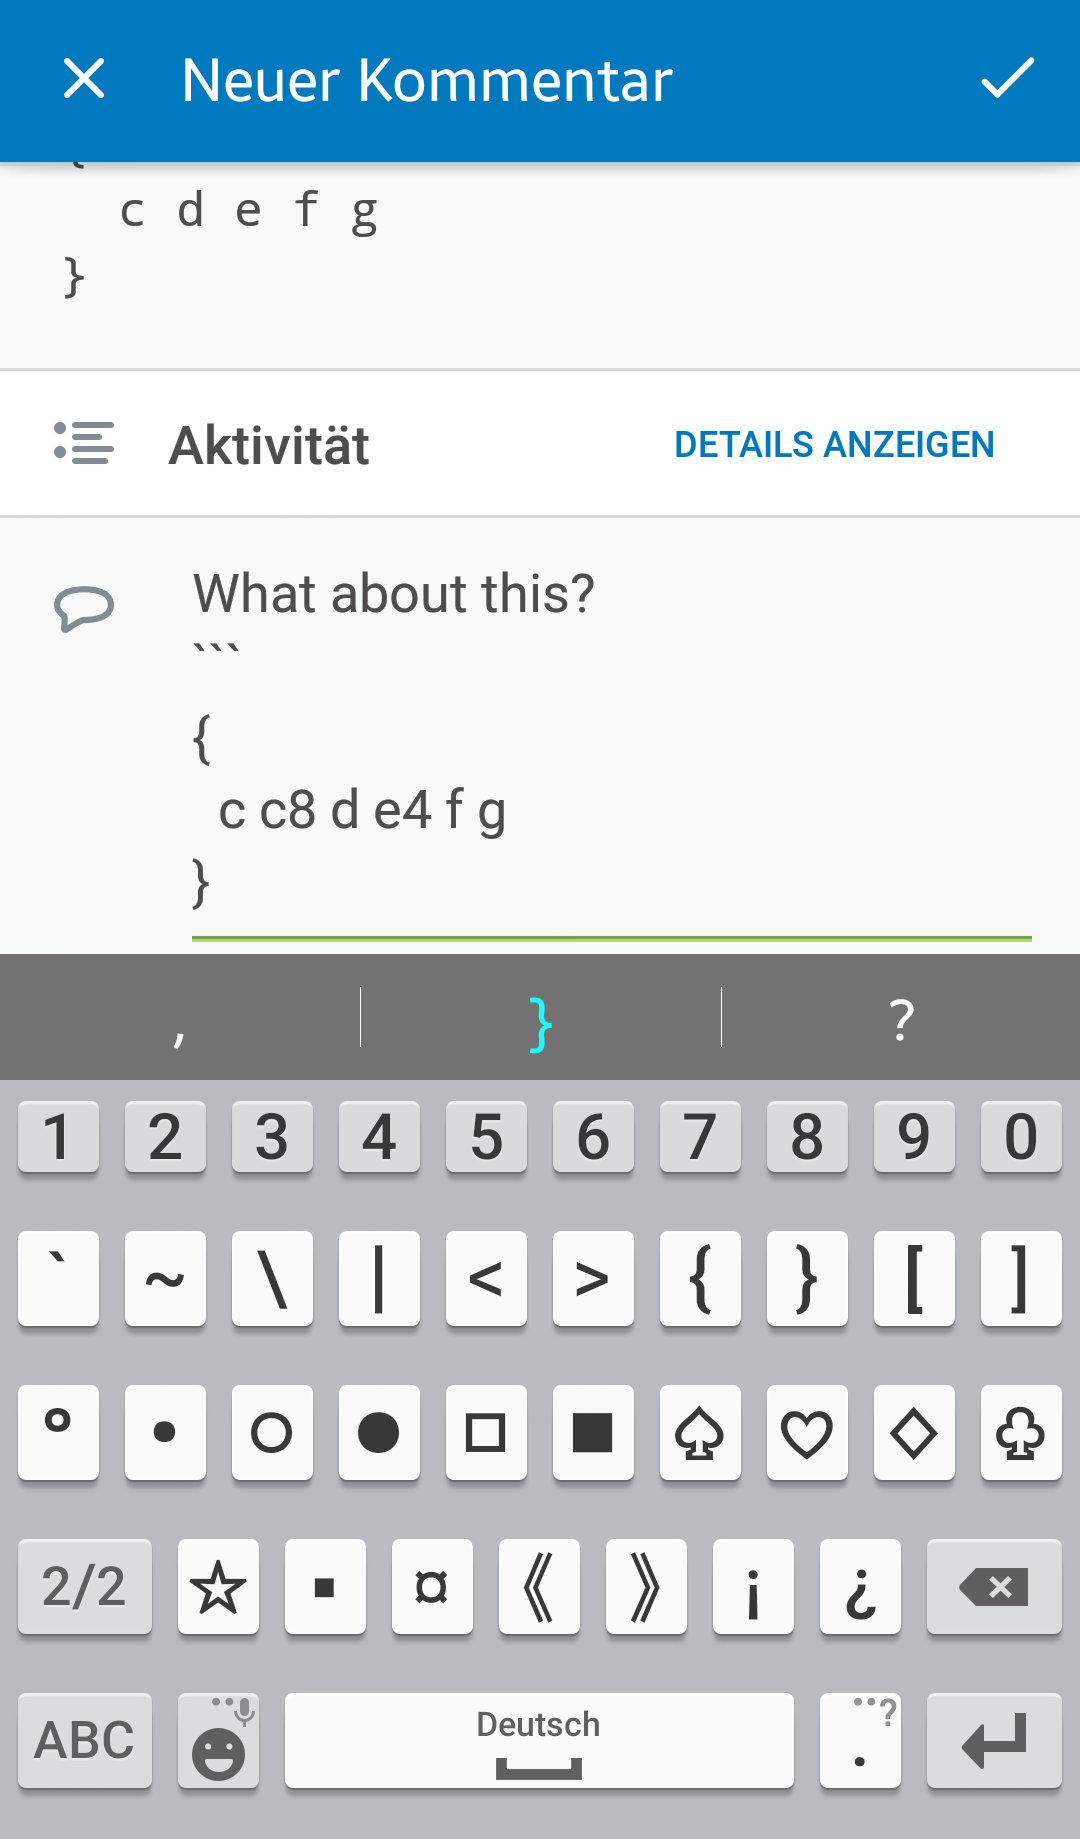 Neuer Kommentar
{
c d e f g
}
Aktivität DETAILS ANZEIGEN
What about this?
```
{
  c c8 d e4 f g
}
, } ?
1 2 3 4 5 6 7 8 9 0
` ~ \ | < > { } [ ]
° • ○ ● □ ■ ♤ ♡ ◇ ♧
2/2 ☆ ▪ ¤ 《 》 ¡ ¿
ABC Deutsch . ?